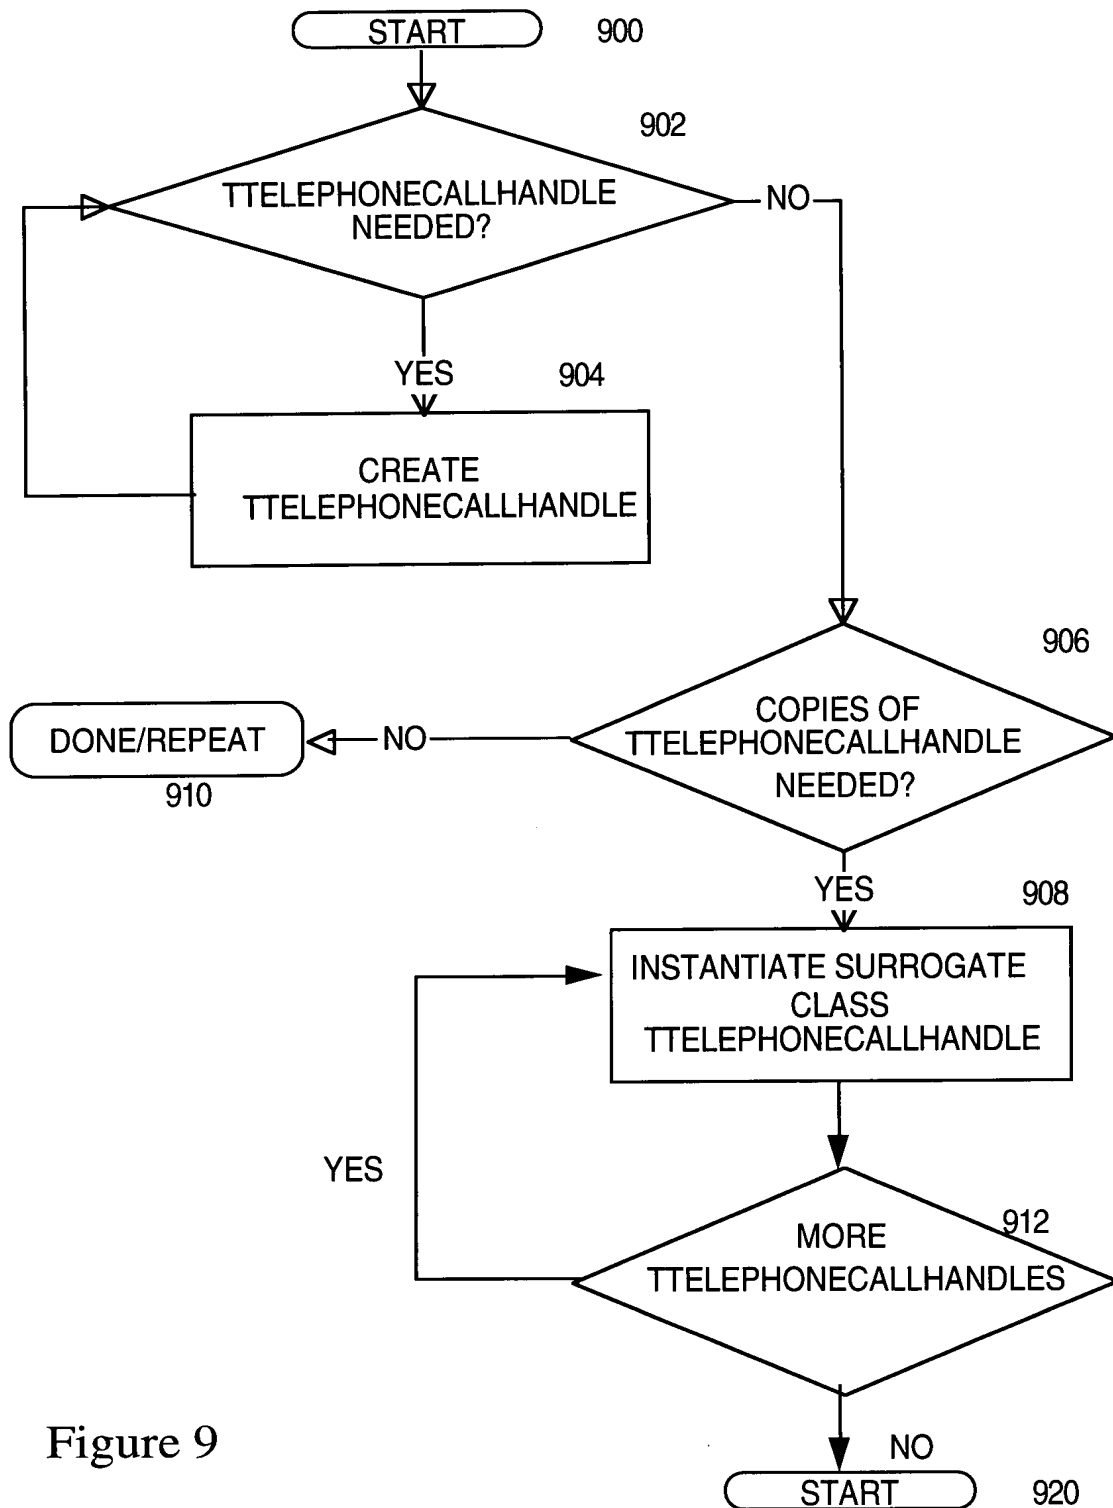 START
900
902
TTELEPHONECALLHANDLE
NEEDED?
NO
YES
904
CREATE
TTELEPHONECALLHANDLE
906
COPIES OF
TTELEPHONECALLHANDLE
NEEDED?
NO
DONE/REPEAT
910
YES
908
INSTANTIATE SURROGATE
CLASS
TTELEPHONECALLHANDLE
YES
912
MORE
TTELEPHONECALLHANDLES
NO
START
920
Figure 9